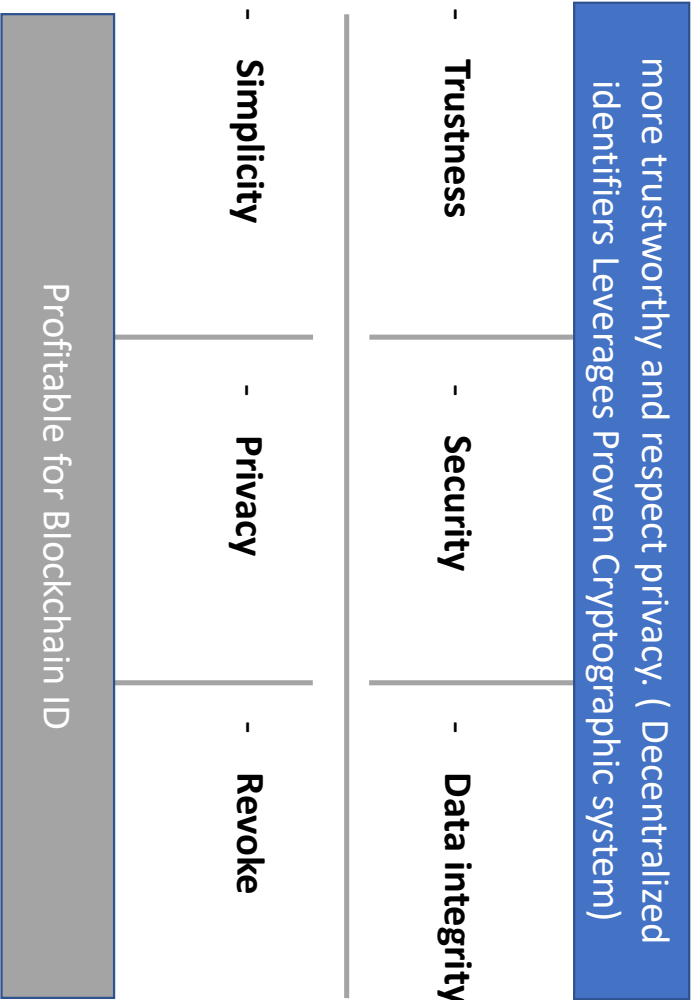 more trustworthy and respect privacy. ( Decentralized
identifiers Leverages Proven Cryptographic system)
- Trustness
- Security
- Data integrity
- Simplicity
- Privacy
- Revoke
Profitable for Blockchain ID